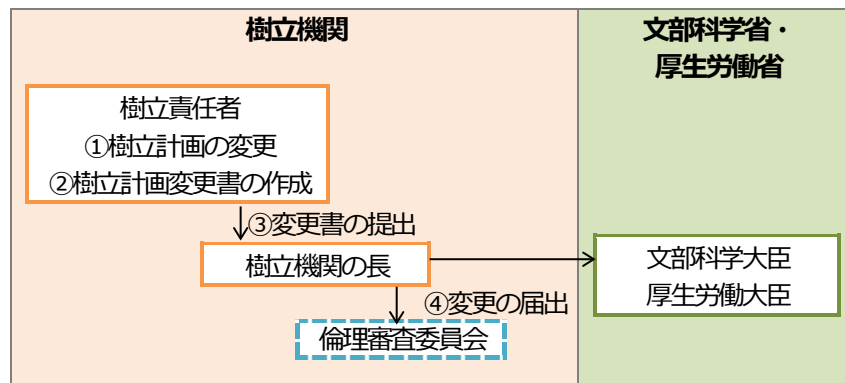 樹立機関
文部科学省・
厚生労働省
樹立責任者
①樹立計画の変更
②樹立計画変更書の作成
③変更書の提出
樹立機関の長
文部科学大臣
厚生労働大臣
④変更の届出
倫理審査委員会